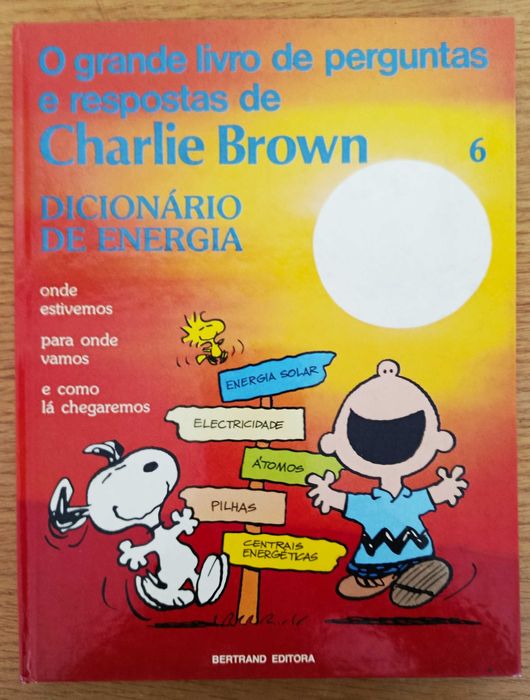 O grande livro de perguntas
e respostas de
Charlie Brown 6
DICIONÁRIO
DE ENERGIA
onde
estivemos
para onde
vamos
e como
lá chegaremos
ENERGIA SOLAR
ELECTRICIDADE
ÁTOMOS
PILHAS
CENTRAIS
ENERGÉTICAS
BERTRAND EDITORA